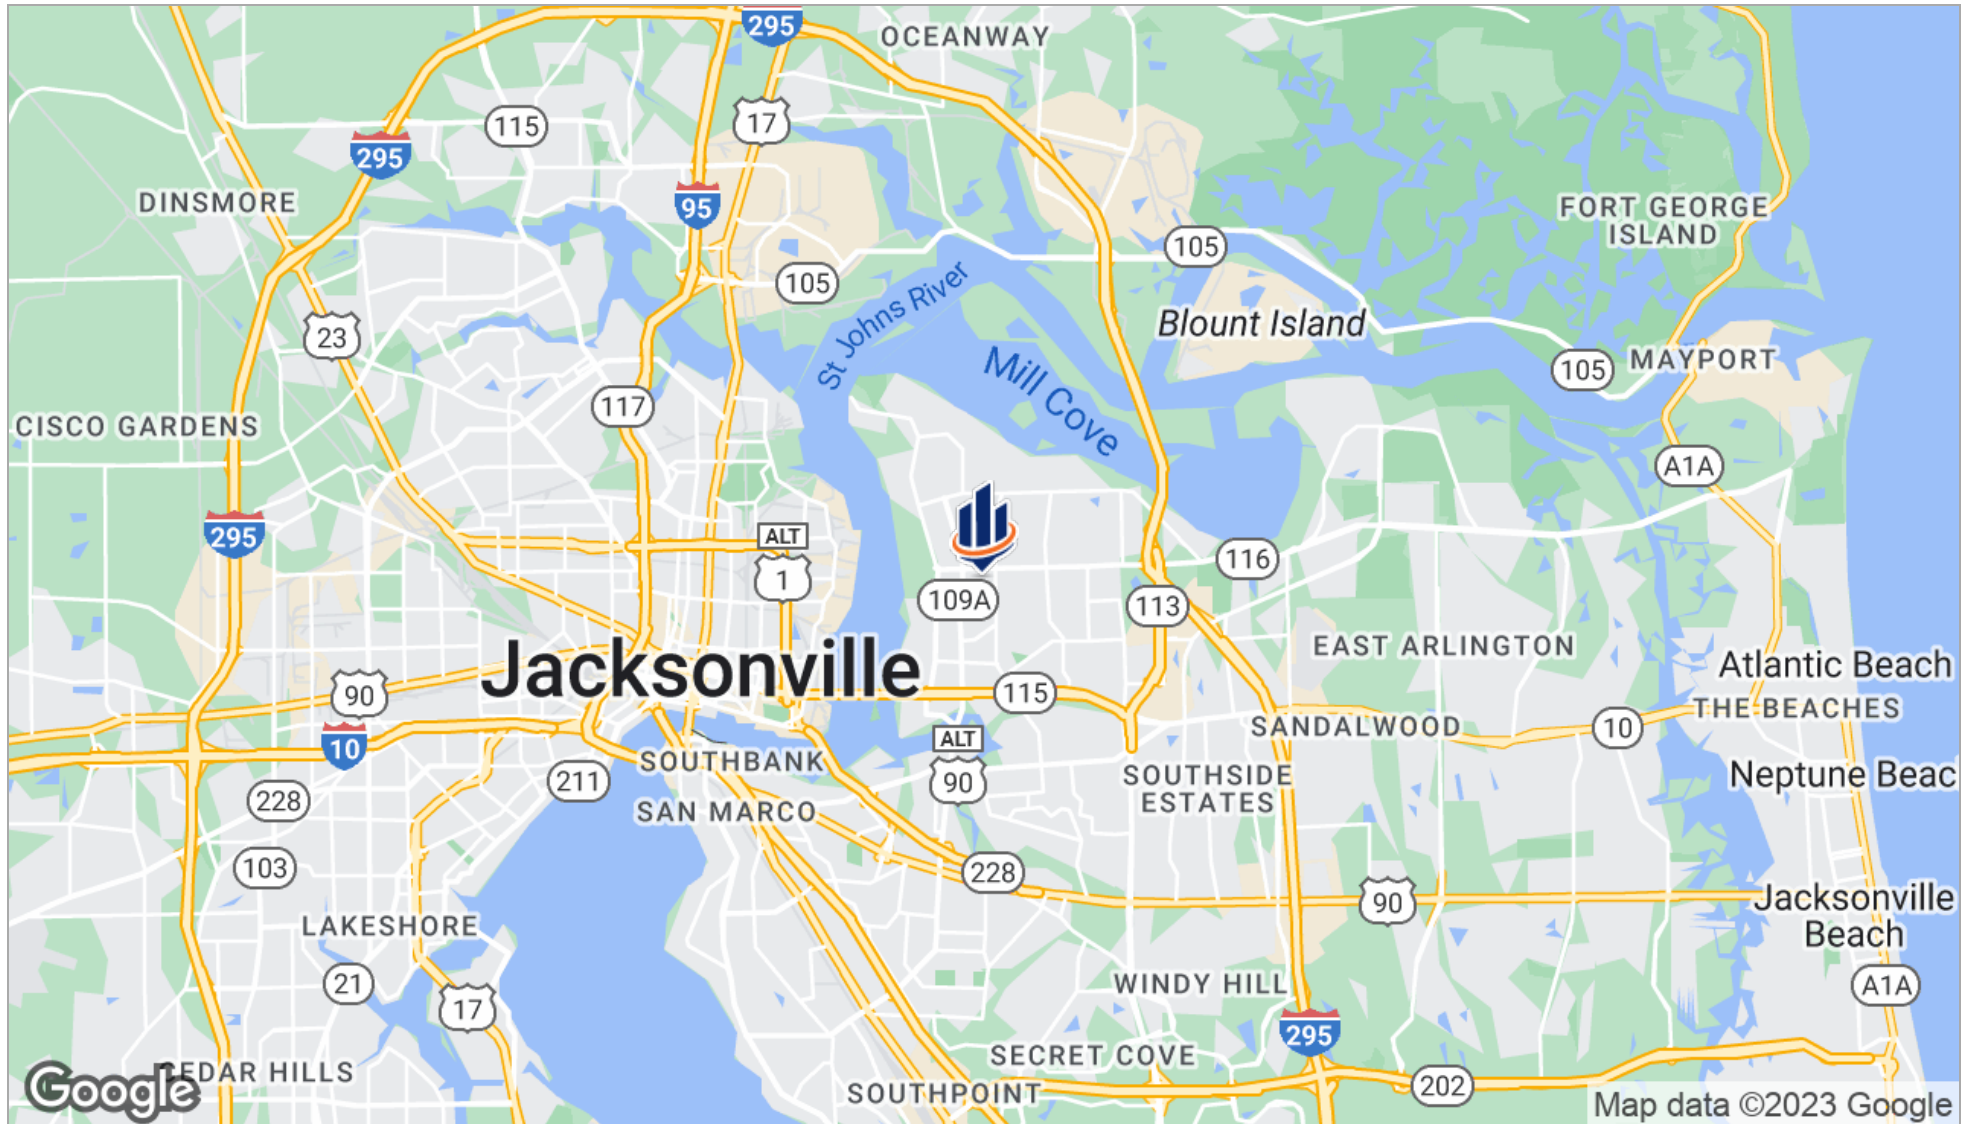 295
OCEANWAY
115
17
295
DINSMORE
95
FORT GEORGE
ISLAND
105
105
St Johns River
Blount Island
23
Mill Cove
105
MAYPORT
117
CISCO GARDENS
A1A
295
ALT
1
116
109A
113
Jacksonville
EAST ARLINGTON
Atlantic Beach
90
115
THE BEACHES
SANDALWOOD
10
10
ALT
90
SOUTHBANK
211
SOUTHSIDE
ESTATES
Neptune Beac
228
SAN MARCO
103
228
90
Jacksonville
Beach
LAKESHORE
21
17
WINDY HILL
A1A
295
SECRET COVE
CEDAR HILLS
SOUTHPOINT
202
Google
Map data ©2023 Google